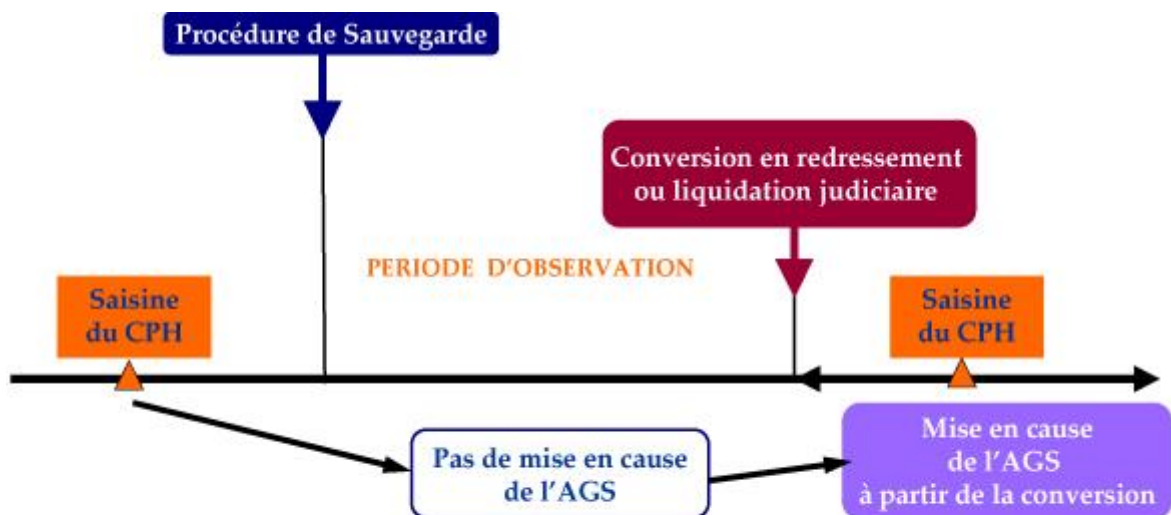 Procédure de Sauvegarde
Conversion en redressement
ou liquidation judiciaire
PERIODE D'OBSERVATION
Saisine
du CPH
Saisine
du CPH
Pas de mise en cause
de l'AGS
Mise en cause
de l'AGS
à partir de la conversion